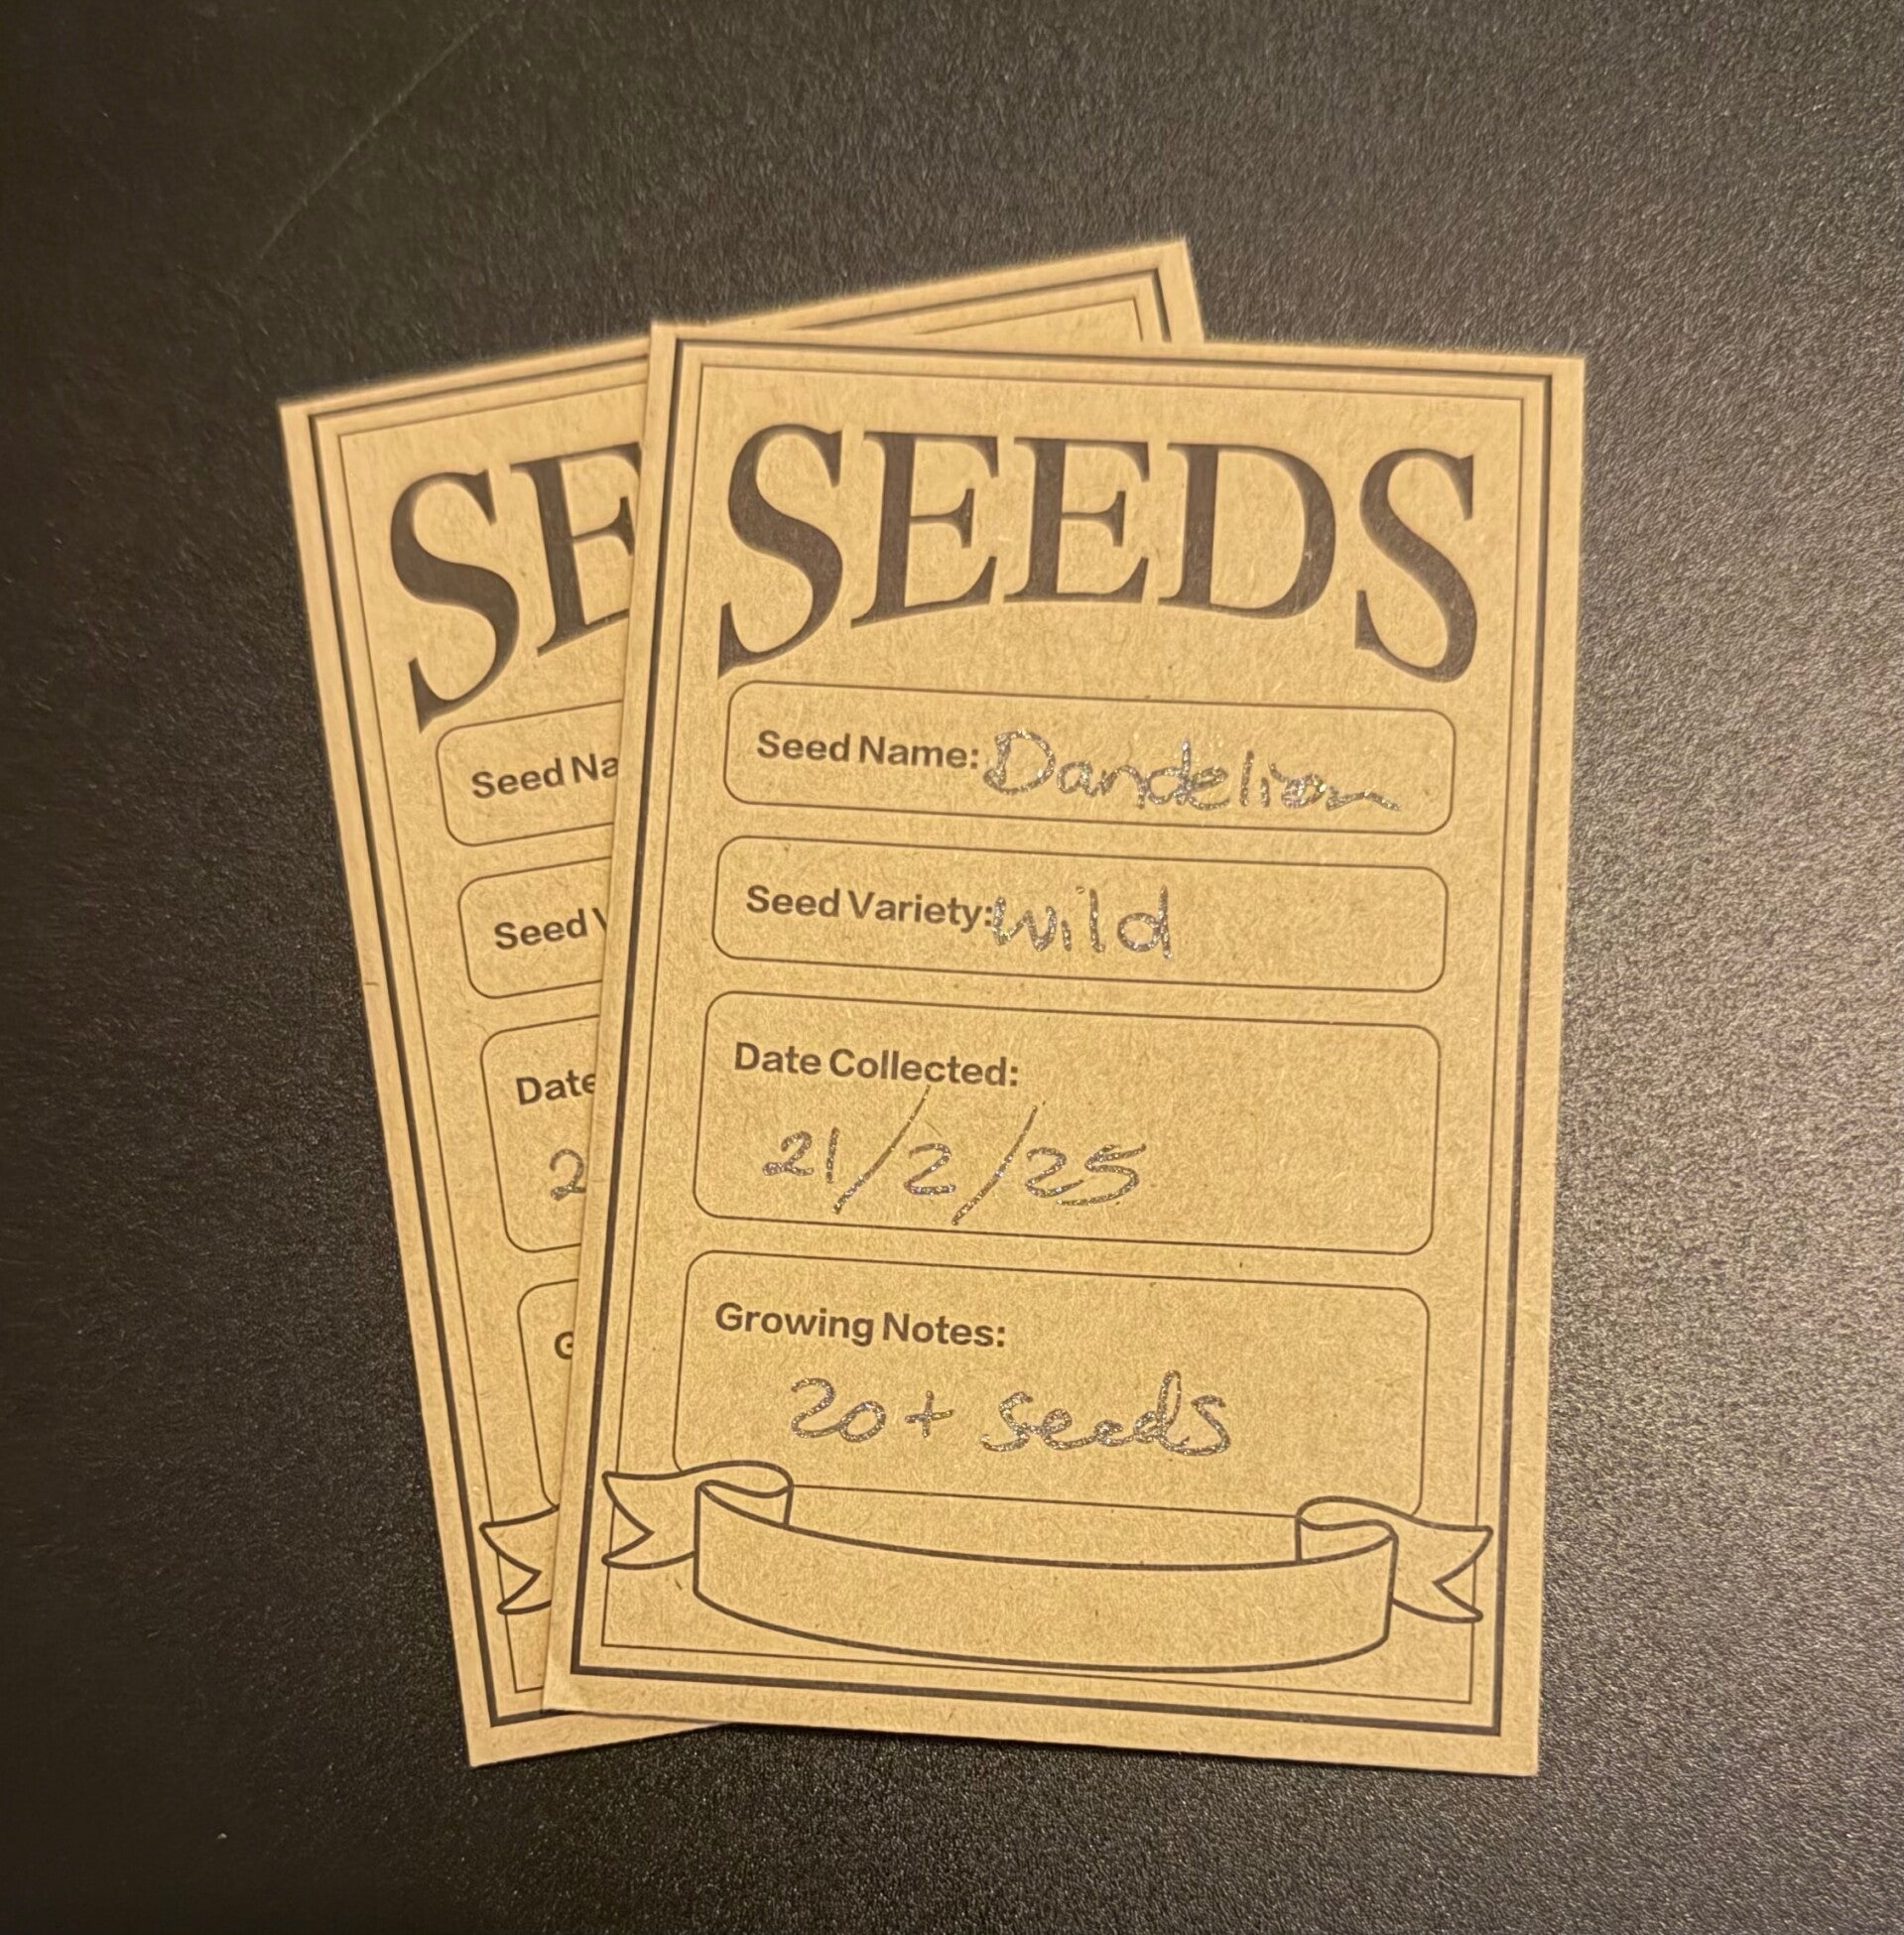 SEEDS
Seed Name: Dandelion
Seed Variety: wild
Date Collected:
21/2/25
Growing Notes:
20+ seeds
SE
Seed Na
Seed V
Date
2
G